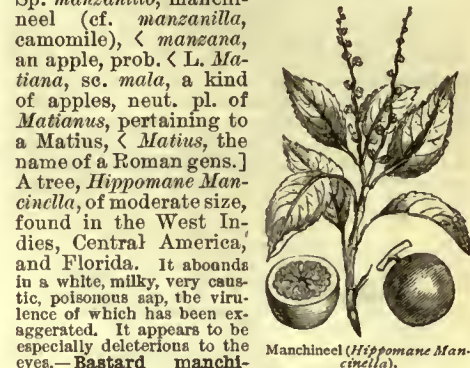 Sp. manzanillo, manchi-
neel (cf. manzanilla,
camomile), < manzana,
an apple, prob. < L. Ma-
tiana, sc. mala, a kind
of apples, neut. pl. of
Matianus, pertaining to
a Matius, < Matius, the
name of a Roman gens.]
A tree, Hippomane Man-
cinella, of moderate size,
found in the West In-
dies, Central America,
and Florida. It abounds
in a white, milky, very caus-
tic, poisonous sap, the viru-
lence of which has been ex-
aggerated. It appears to be
especially deleterious to the
eyes.—Bastard manchi-
Manchineel (Hippomane Man-
cinella).